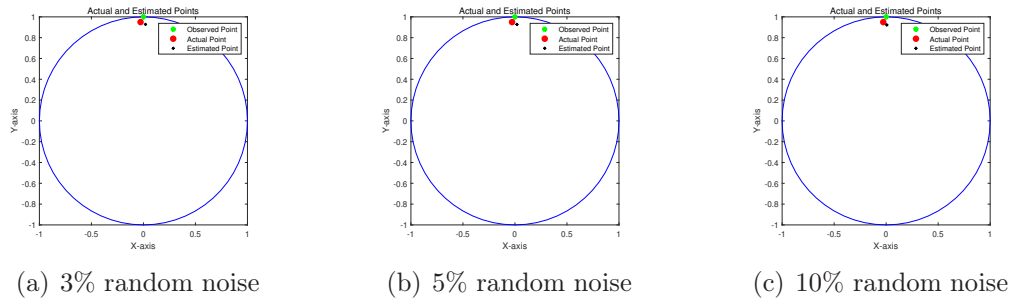 Actual and Estimated Points
Observed Point
Actual Point
Estimated Point
1
0.8
0.6
0.4
0.2
0
0.2
0.4
0.6
0.8
-1
Y-axis
-1
-0.5
0
0.5
1
X-axis
(a) 3% random noise
Actual and Estimated Points
Observed Point
Actual Point
Estimated Point
1
0.8
0.6
0.4
0.2
0
0.2
0.4
0.6
0.8
-1
Y-axis
-1
-0.5
0
0.5
1
X-axis
(b) 5% random noise
Actual and Estimated Points
Observed Point
Actual Point
Estimated Point
1
0.8
0.6
0.4
0.2
0
0.2
0.4
0.6
0.8
-1
Y-axis
-1
-0.5
0
0.5
1
X-axis
(c) 10% random noise